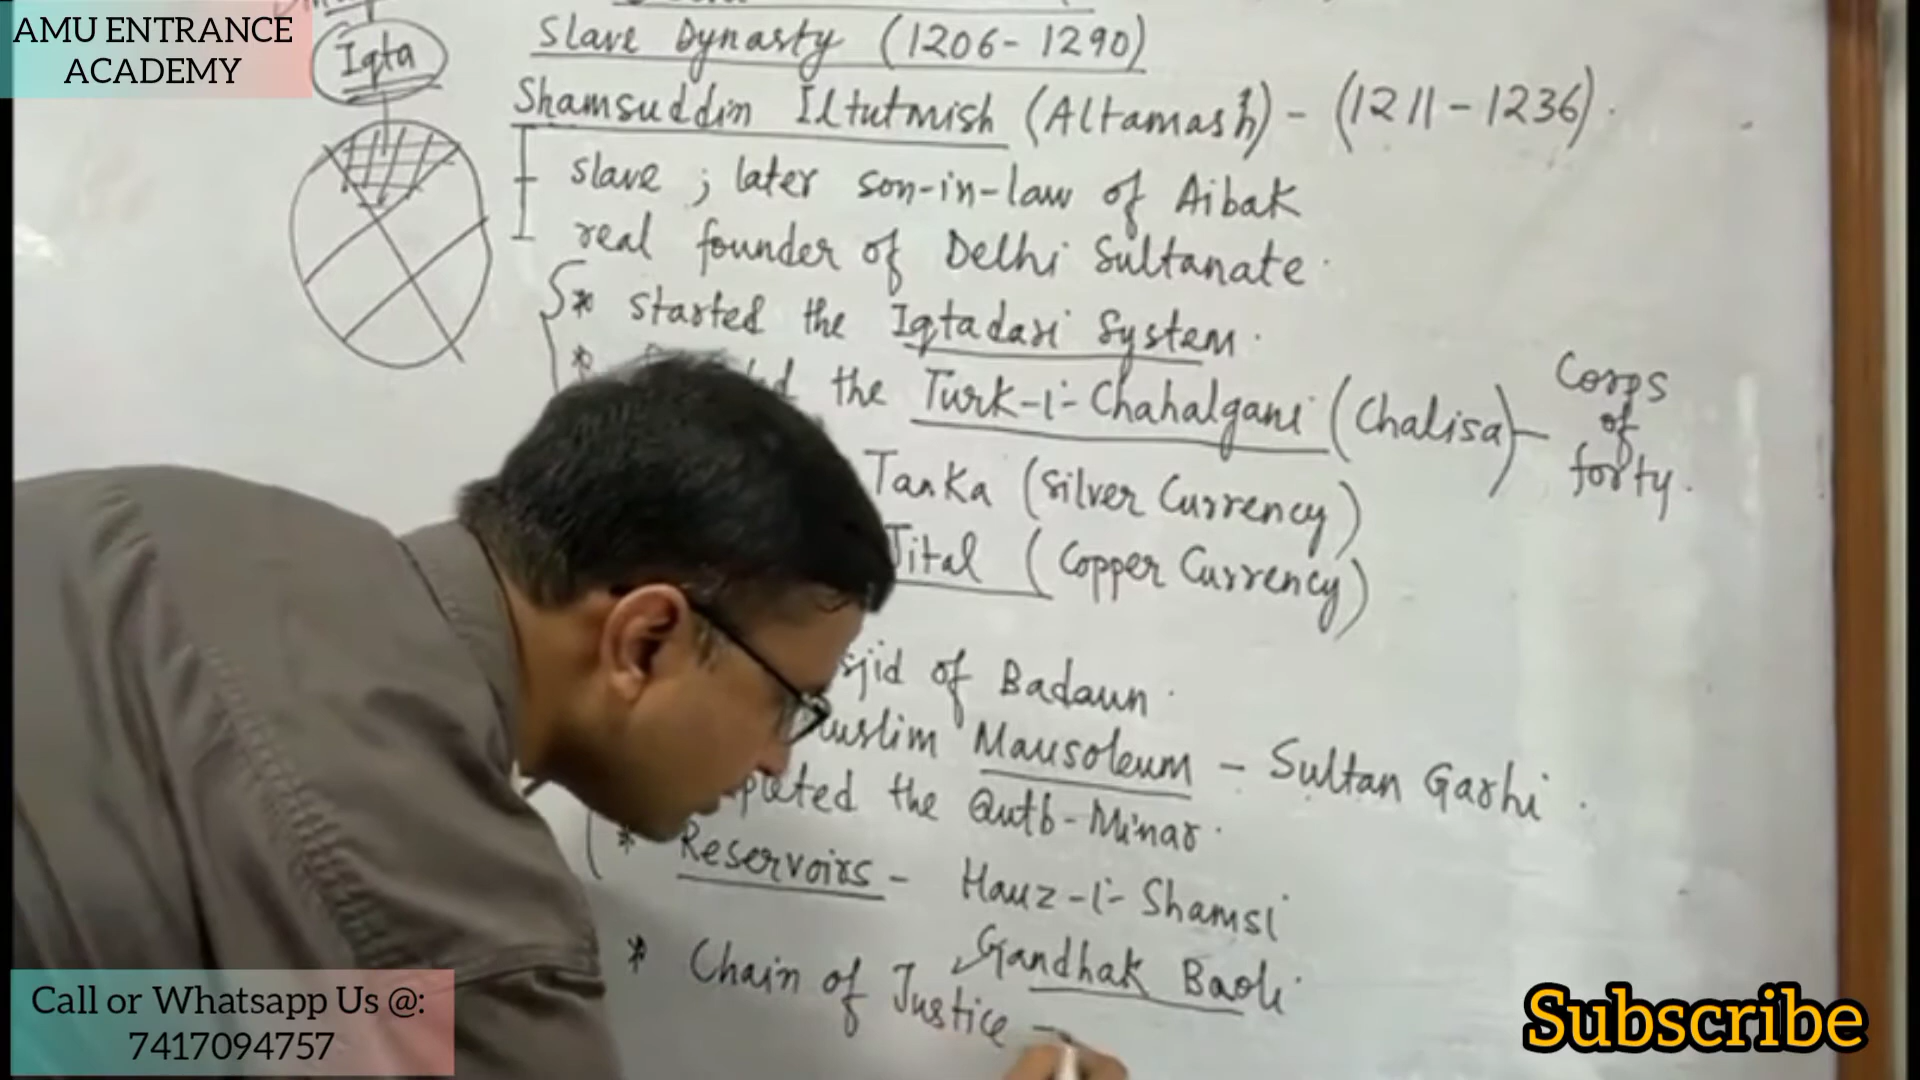 AMU ENTRANCE
ACADEMY
Iqta
Slave Dynasty (1206-1290)
Shamsuddin Iltutmish (Altamash) - (1211-1236).
slave ; later son-in-law of Aibak
real founder of Delhi Sultanate.
* started the Iqtadari System.
* the Turk-i-Chahalgani (Chalisa) - Corps of forty.
Tanka (Silver Currency)
Jital (Copper Currency)
of Badaun.
Mausoleum - Sultan Garhi.
the Qutb-Minar.
* Reservoirs - Hauz-i-Shamsi
Gandhak Baoli
* Chain of Justice -
Call or Whatsapp Us @:
7417094757
Subscribe